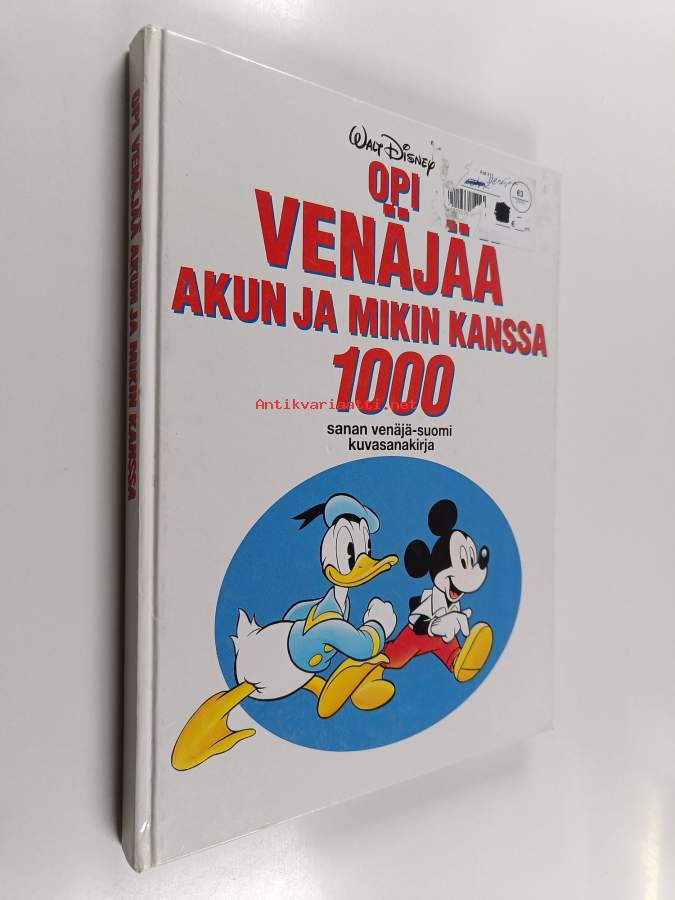 WALT DISNEY
OPI
VENÄJÄÄ
AKUN JA MIKIN KANSSA
1000
Antikvariaatti.net
sanan venäjä-suomi
kuvasanakirja
OPI VENÄJÄÄ AKUN JA MIKIN KANSSA
63
€